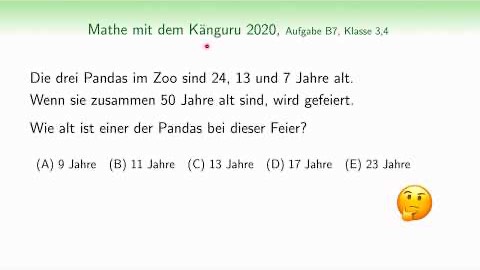 Mathe mit dem Känguru 2020, Aufgabe B7, Klasse 3,4
Die drei Pandas im Zoo sind 24, 13 und 7 Jahre alt.
Wenn sie zusammen 50 Jahre alt sind, wird gefeiert.
Wie alt ist einer der Pandas bei dieser Feier?
(A) 9 Jahre (B) 11 Jahre (C) 13 Jahre (D) 17 Jahre (E) 23 Jahre